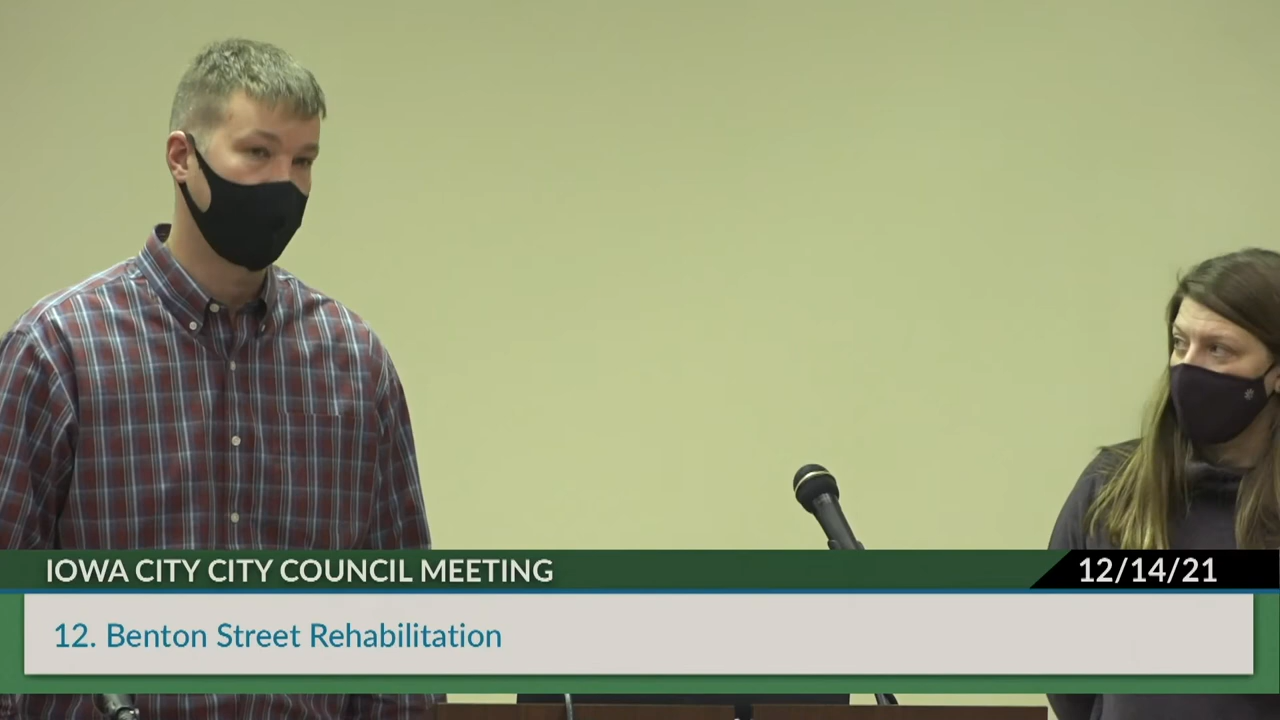 IOWA CITY CITY COUNCIL MEETING
12/14/21
12. Benton Street Rehabilitation